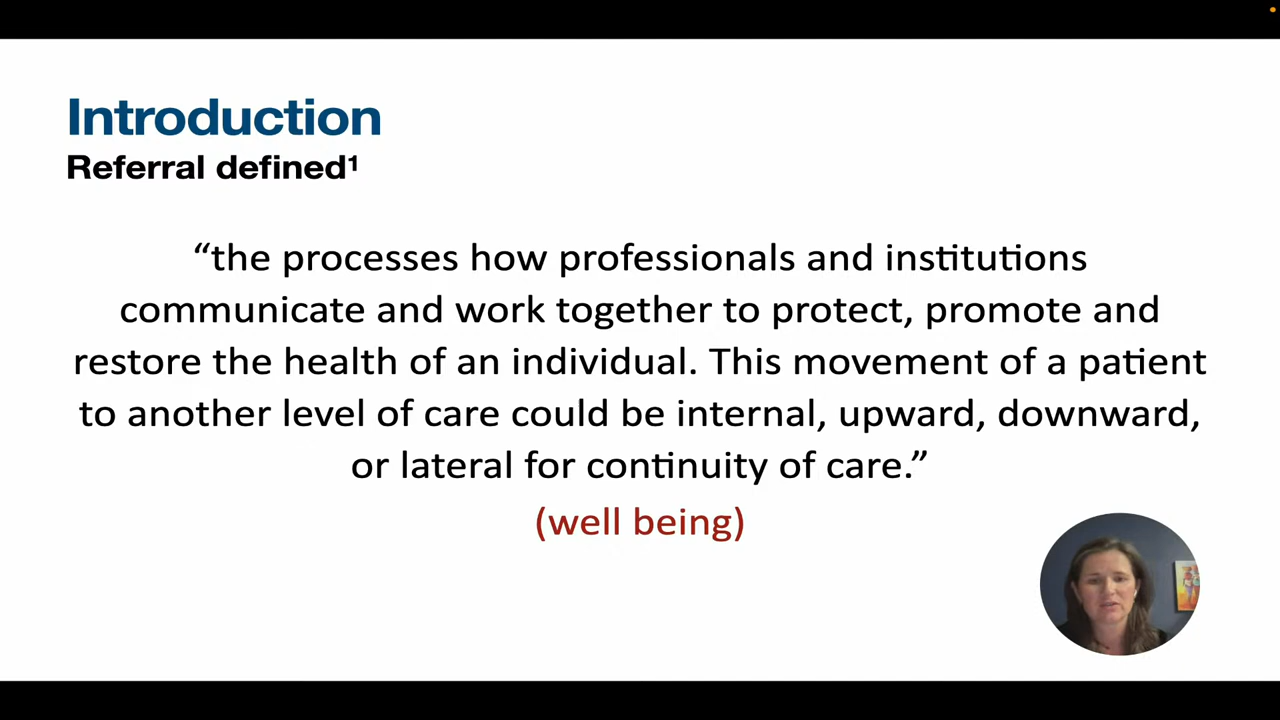 Introduction
Referral defined¹
“the processes how professionals and institutions
communicate and work together to protect, promote and
restore the health of an individual. This movement of a patient
to another level of care could be internal, upward, downward,
or lateral for continuity of care.”
(well being)